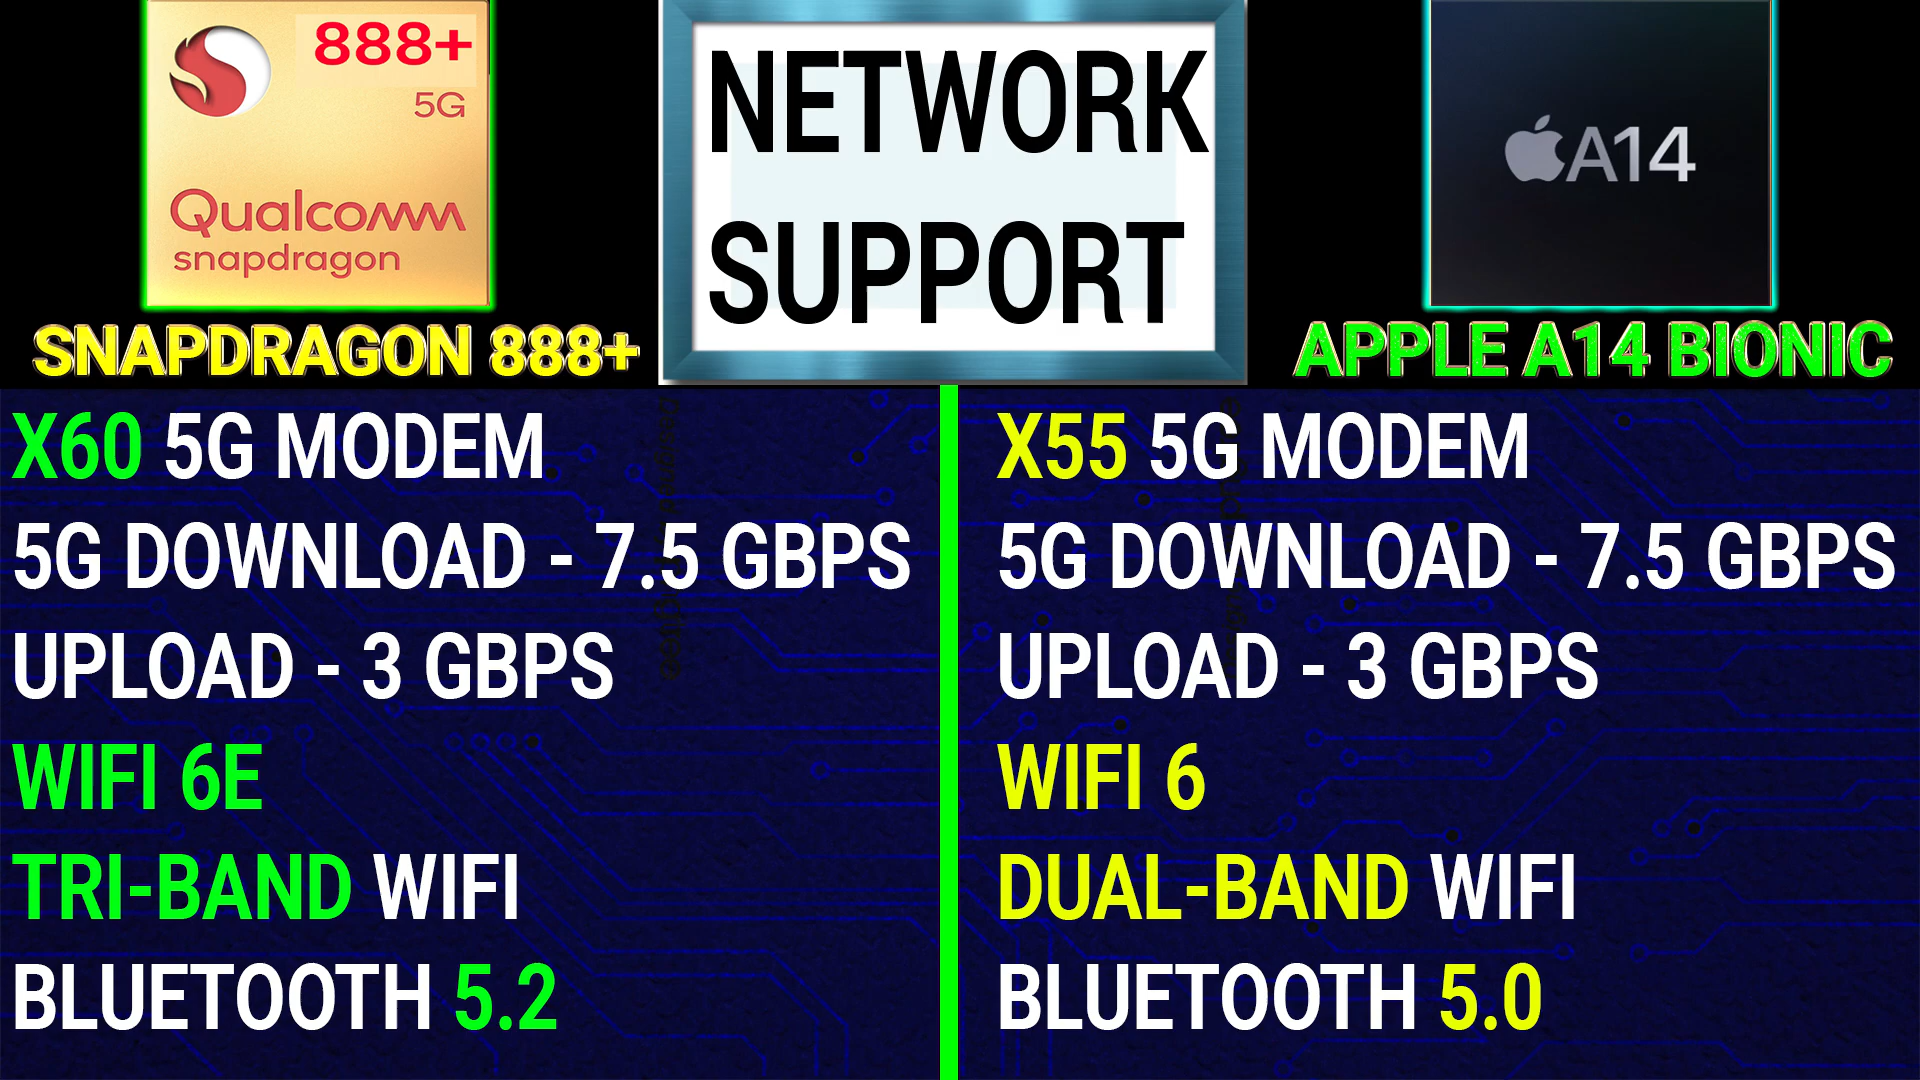 888+
5G
Qualcomm
snapdragon
SNAPDRAGON 888+
NETWORK
SUPPORT
A14
APPLE A14 BIONIC
X60 5G MODEM
5G DOWNLOAD - 7.5 GBPS
UPLOAD - 3 GBPS
WIFI 6E
TRI-BAND WIFI
BLUETOOTH 5.2
X55 5G MODEM
5G DOWNLOAD - 7.5 GBPS
UPLOAD - 3 GBPS
WIFI 6
DUAL-BAND WIFI
BLUETOOTH 5.0